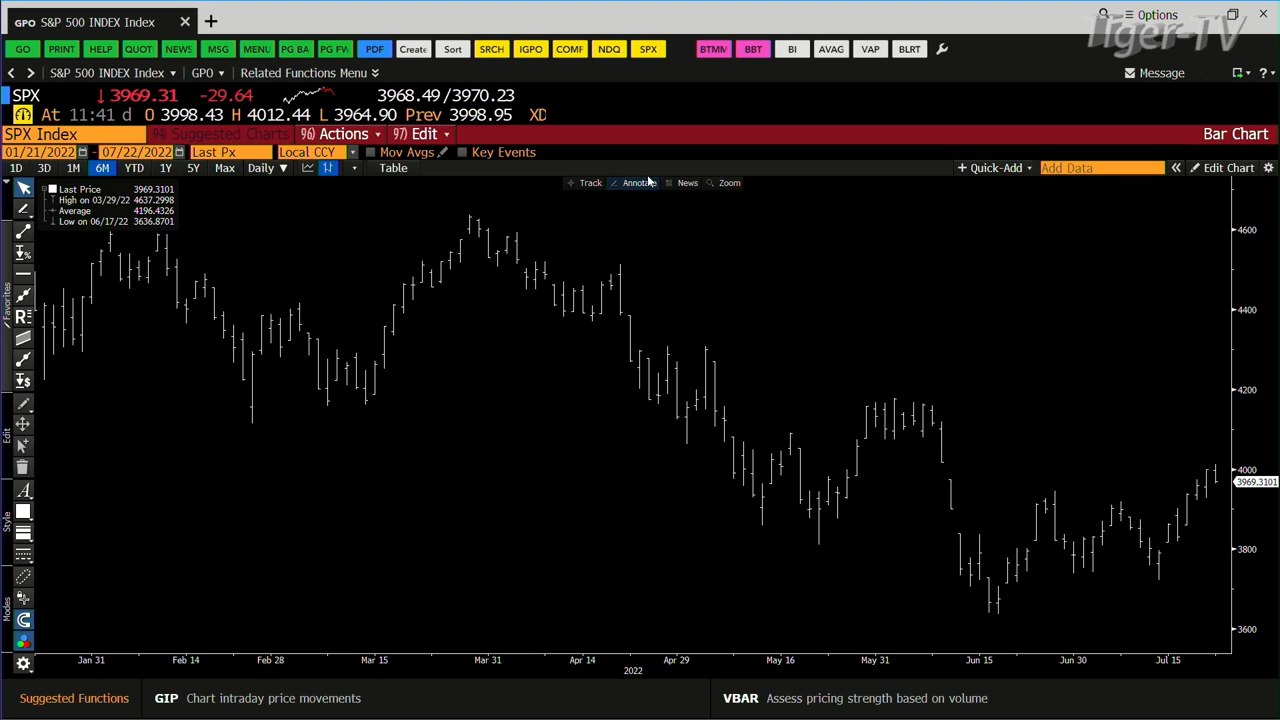 GPO S&P 500 INDEX Index
Options
Tiger-TV
GO PRINT HELP QUOT NEWS MSG MENU PG BA PG FW PDF Create Sort SRCH IGPO COMF NDQ SPX BTMM BBT BI AVAG VAP BLRT
S&P 500 INDEX Index GPO Related Functions Menu Message ?
SPX ↓3969.31 -29.64 3968.49/3970.23
At 11:41 d O 3998.43 H 4012.44 L 3964.90 Prev 3998.95 XD
SPX Index 94) Suggested Charts 96) Actions 97) Edit Bar Chart
01/21/2022 - 07/22/2022 Last Px Local CCY Mov Avgs Key Events
1D 3D 1M 6M YTD 1Y 5Y Max Daily Table + Quick-Add Add Data « Edit Chart
Track Annotate News Zoom
Last Price 3969.3101
High on 03/29/22 4637.2998
Average 4196.4326
Low on 06/17/22 3636.8701
4600
4400
4200
4000
3969.3101
3800
3600
Favorites
Edit
Style
Modes
Jan 31 Feb 14 Feb 28 Mar 15 Mar 31 Apr 14 Apr 29 May 16 May 31 Jun 15 Jun 30 Jul 15
2022
Suggested Functions GIP Chart intraday price movements VBAR Assess pricing strength based on volume